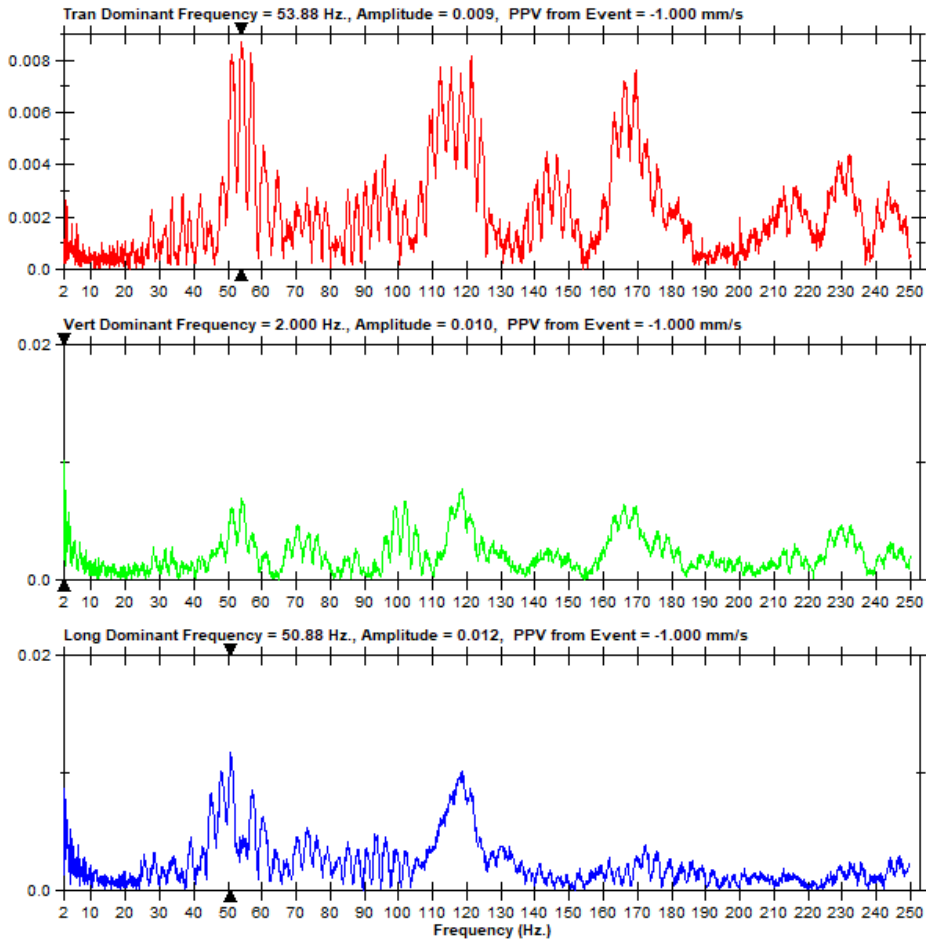 Tran Dominant Frequency = 53.88 Hz., Amplitude = 0.009, PPV from Event = -1.000 mm/s
0.008
0.006
0.004
0.002
0.0
2 10 20 30 40 50 60 70 80 90 100 110 120 130 140 150 160 170 180 190 200 210 220 230 240 250
Vert Dominant Frequency = 2.000 Hz., Amplitude = 0.010, PPV from Event = -1.000 mm/s
0.02
0.0
2 10 20 30 40 50 60 70 80 90 100 110 120 130 140 150 160 170 180 190 200 210 220 230 240 250
Long Dominant Frequency = 50.88 Hz., Amplitude = 0.012, PPV from Event = -1.000 mm/s
0.02
0.0
2 10 20 30 40 50 60 70 80 90 100 110 120 130 140 150 160 170 180 190 200 210 220 230 240 250
Frequency (Hz.)